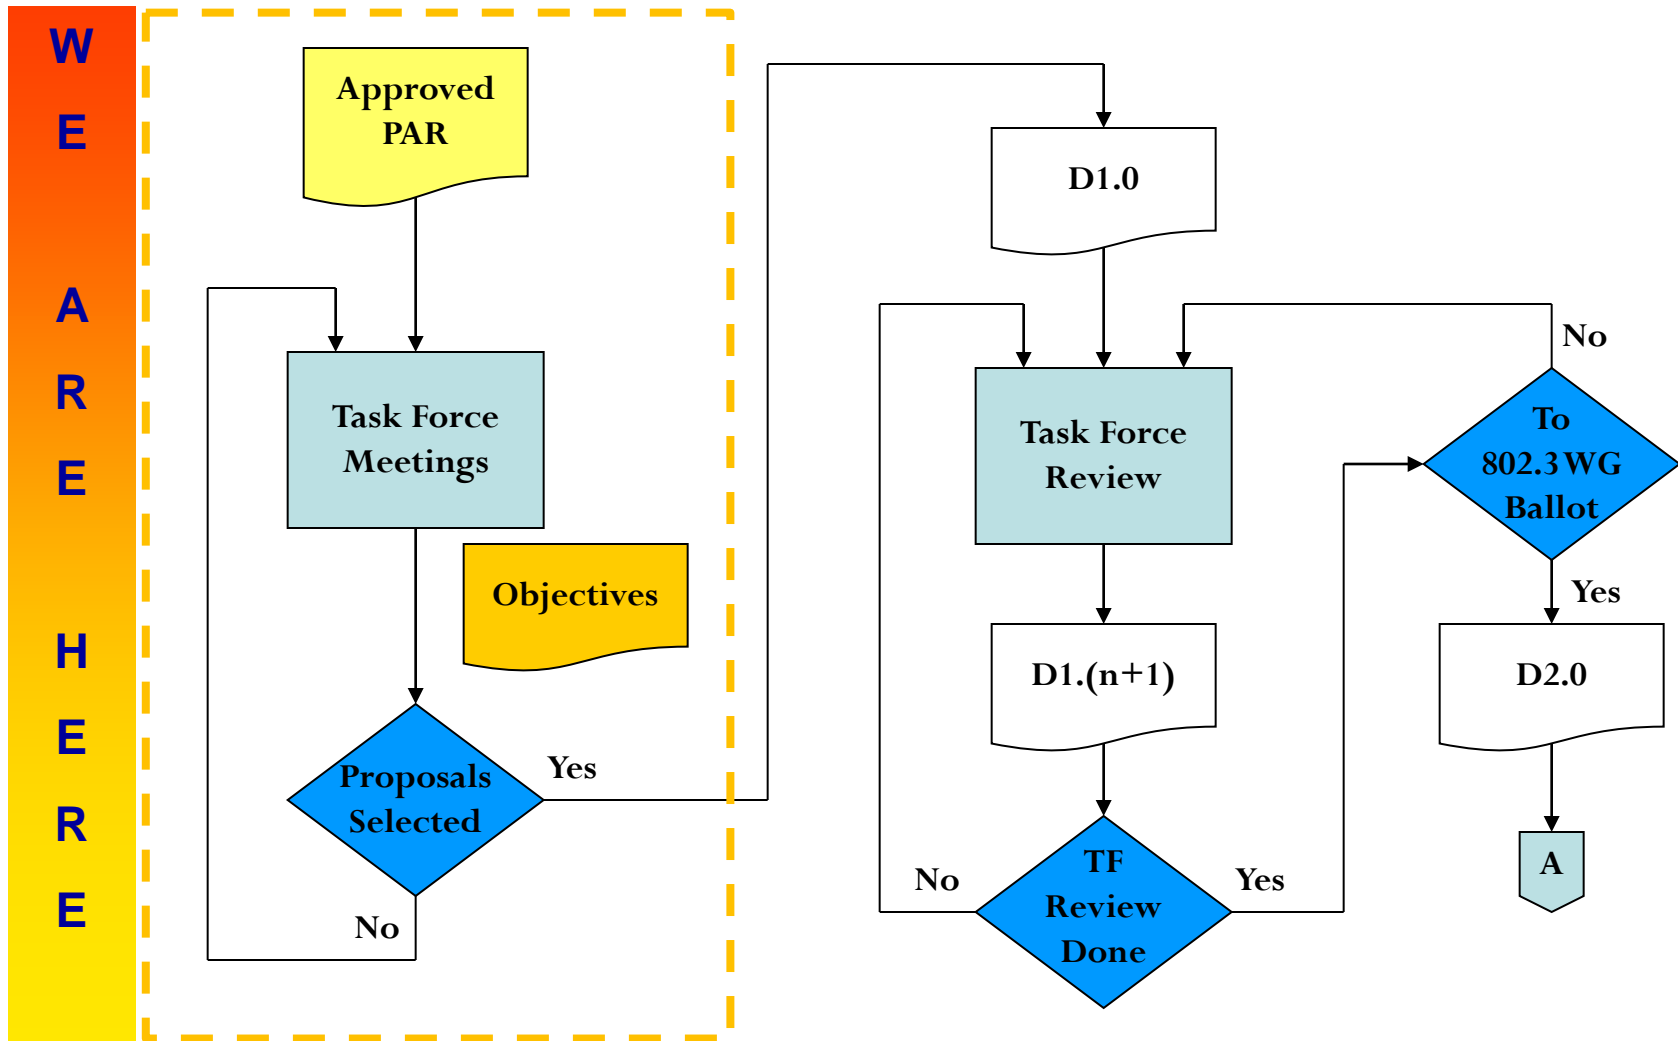 W
E
A
R
E
H
E
R
E
Approved
PAR
Task Force
Meetings
Objectives
Proposals
Selected
Yes
No
D1.0
Task Force
Review
D1.(n+1)
TF
Review
Done
No
Yes
To
802.3 WG
Ballot
No
Yes
D2.0
A